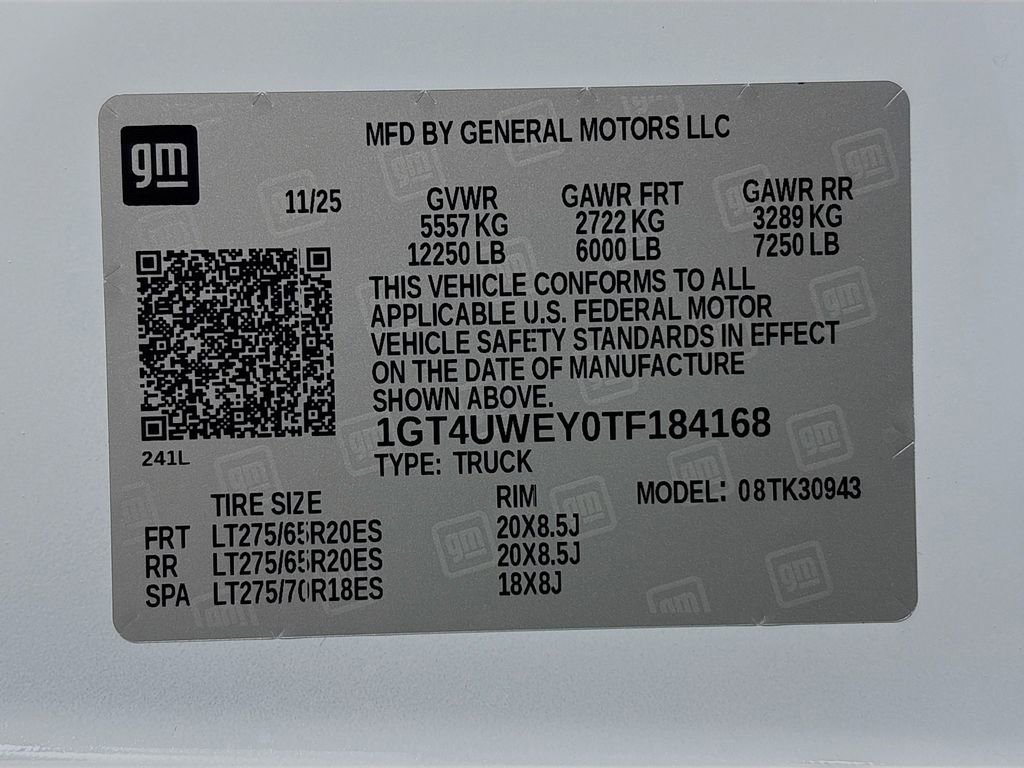 gm
MFD BY GENERAL MOTORS LLC
11/25 GVWR GAWR FRT GAWR RR
5557 KG 2722 KG 3289 KG
12250 LB 6000 LB 7250 LB
THIS VEHICLE CONFORMS TO ALL
APPLICABLE U.S. FEDERAL MOTOR
VEHICLE SAFETY STANDARDS IN EFFECT
ON THE DATE OF MANUFACTURE
SHOWN ABOVE.
1GT4UWEY0TF184168
241L
TYPE: TRUCK
TIRE SIZE RIM MODEL: 08TK30943
FRT LT275/65R20ES 20X8.5J
RR LT275/65R20ES 20X8.5J
SPA LT275/70R18ES 18X8J